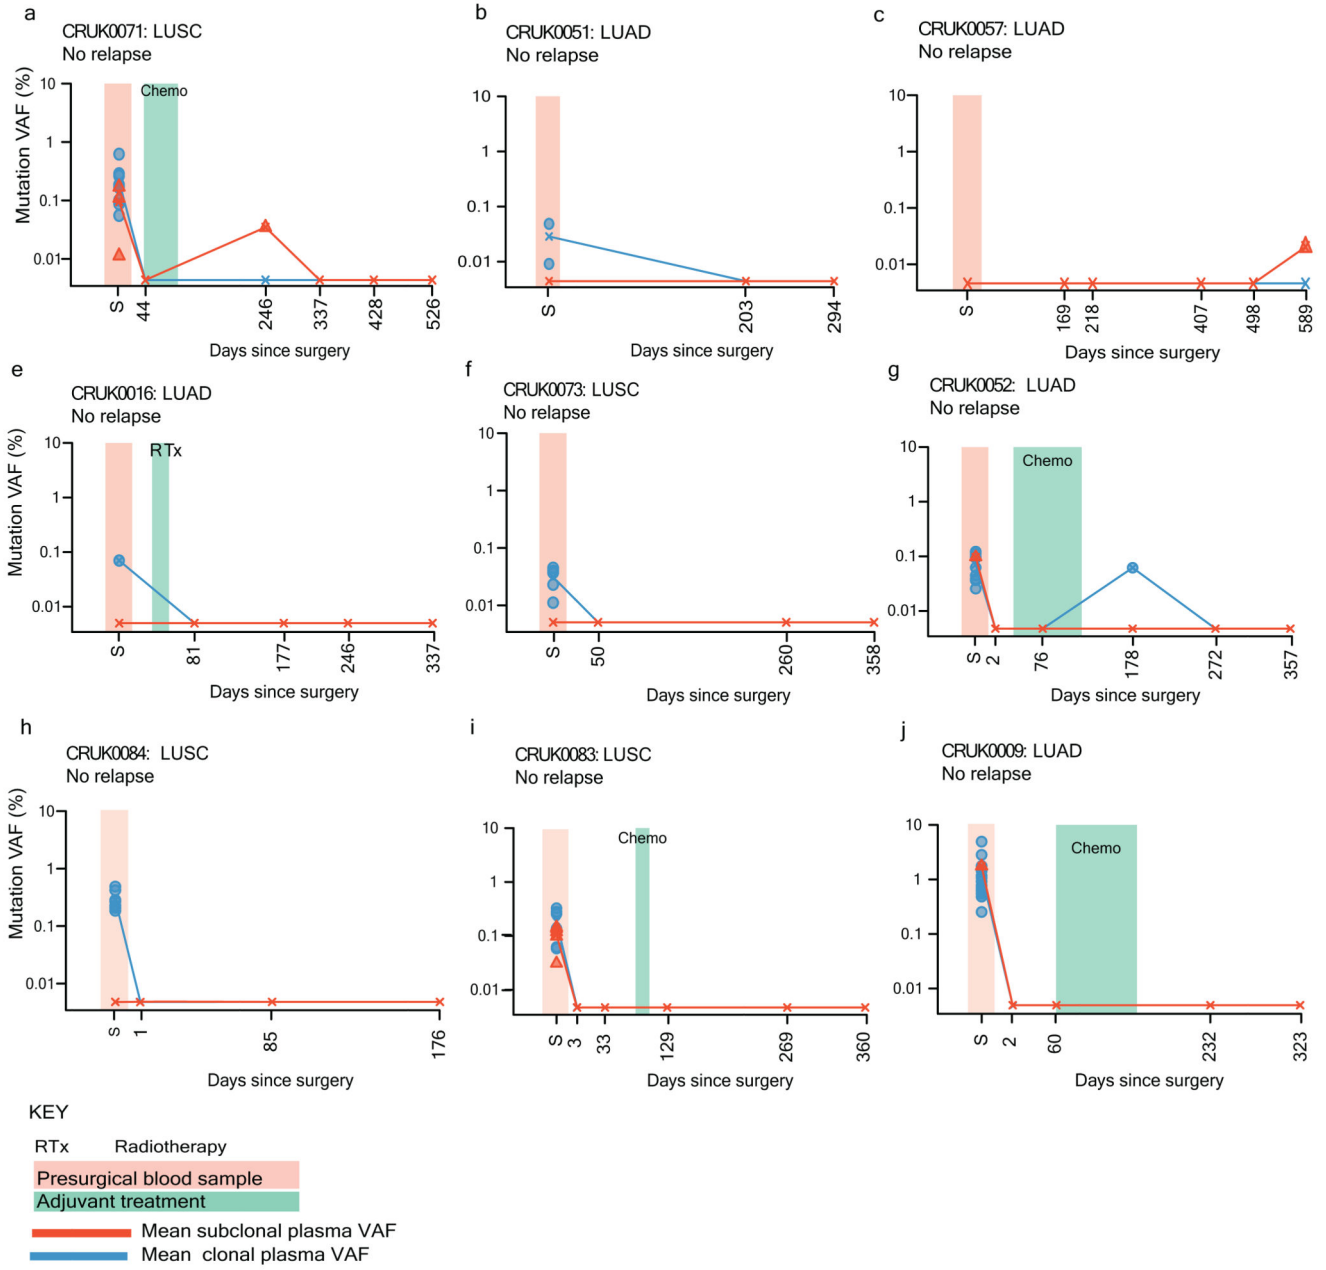 a
CRUK0071: LUSC
No relapse
Mutation VAF (%)
10
1
0.1
0.01
Chemo
S
44
246
337
428
526
Days since surgery
b
CRUK0051: LUAD
No relapse
10
1
0.1
0.01
S
203
294
Days since surgery
c
CRUK0057: LUAD
No relapse
10
1
0.1
0.01
S
169
218
407
498
589
Days since surgery
e
CRUK0016: LUAD
No relapse
Mutation VAF (%)
10
1
0.1
0.01
RTx
S
81
177
246
337
Days since surgery
f
CRUK0073: LUSC
No relapse
10
1
0.1
0.01
S
50
260
358
Days since surgery
g
CRUK0052: LUAD
No relapse
10
1
0.1
0.01
Chemo
S
2
76
178
272
357
Days since surgery
h
CRUK0084: LUSC
No relapse
Mutation VAF (%)
10
1
0.1
0.01
S
1
85
176
Days since surgery
i
CRUK0083: LUSC
No relapse
10
1
0.1
0.01
Chemo
S
3
33
129
269
360
Days since surgery
j
CRUK0009: LUAD
No relapse
10
1
0.1
0.01
Chemo
S
2
60
232
323
Days since surgery
KEY
RTx Radiotherapy
Presurgical blood sample
Adjuvant treatment
Mean subclonal plasma VAF
Mean clonal plasma VAF